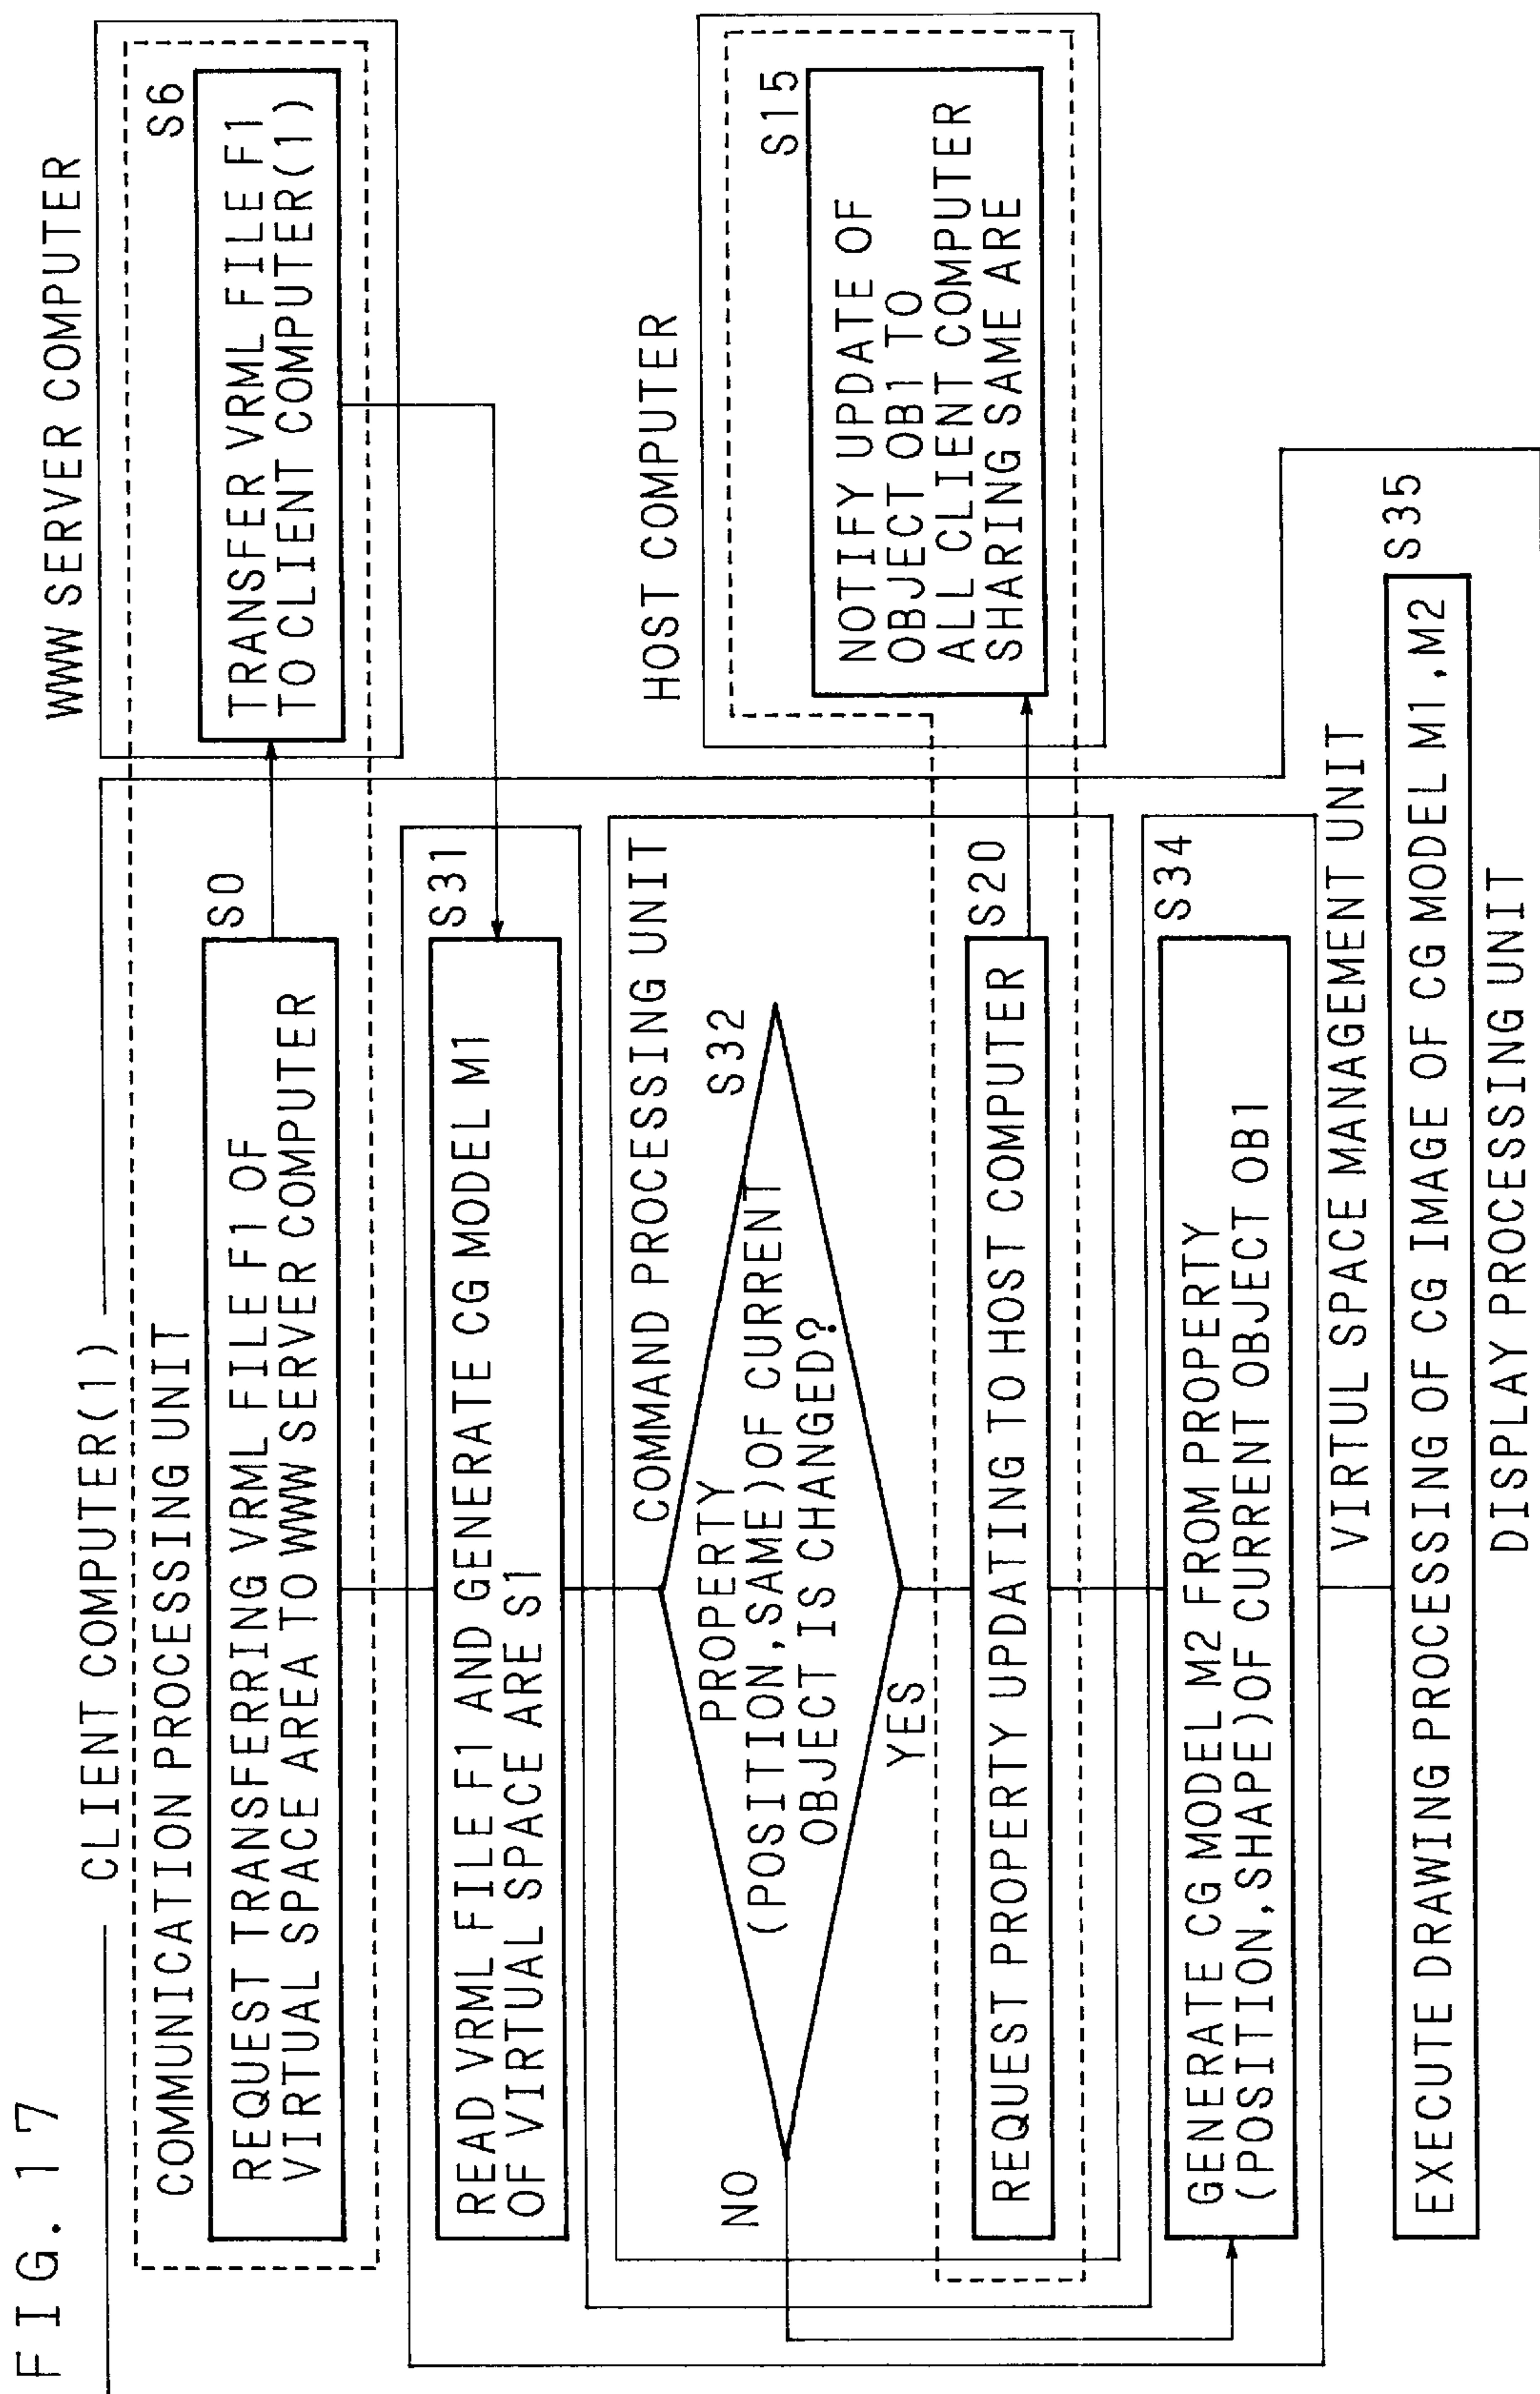 FIG. 17
CLIENT COMPUTER(1)
COMMUNICATION PROCESSING UNIT
S0
REQUEST TRANSFERRING VRML FILE F1 OF
VIRTUAL SPACE AREA TO WWW SERVER COMPUTER
WWW SERVER COMPUTER
S6
TRANSFER VRML FILE F1
TO CLIENT COMPUTER(1)
S31
READ VRML FILE F1 AND GENERATE CG MODEL M1
OF VIRTUAL SPACE ARE S1
COMMAND PROCESSING UNIT
S32
PROPERTY
(POSITION,SAME)OF CURRENT
OBJECT IS CHANGED?
NO
YES
HOST COMPUTER
S15
NOTIFY UPDATE OF
OBJECT OB1 TO
ALL CLIENT COMPUTER
SHARING SAME ARE
S20
REQUEST PROPERTY UPDATING TO HOST COMPUTER
S34
GENERATE CG MODEL M2 FROM PROPERTY
(POSITION,SHAPE)OF CURRENT OBJECT OB1
VIRTUL SPACE MANAGEMENT UNIT
S35
EXECUTE DRAWING PROCESSING OF CG IMAGE OF CG MODEL M1,M2
DISPLAY PROCESSING UNIT